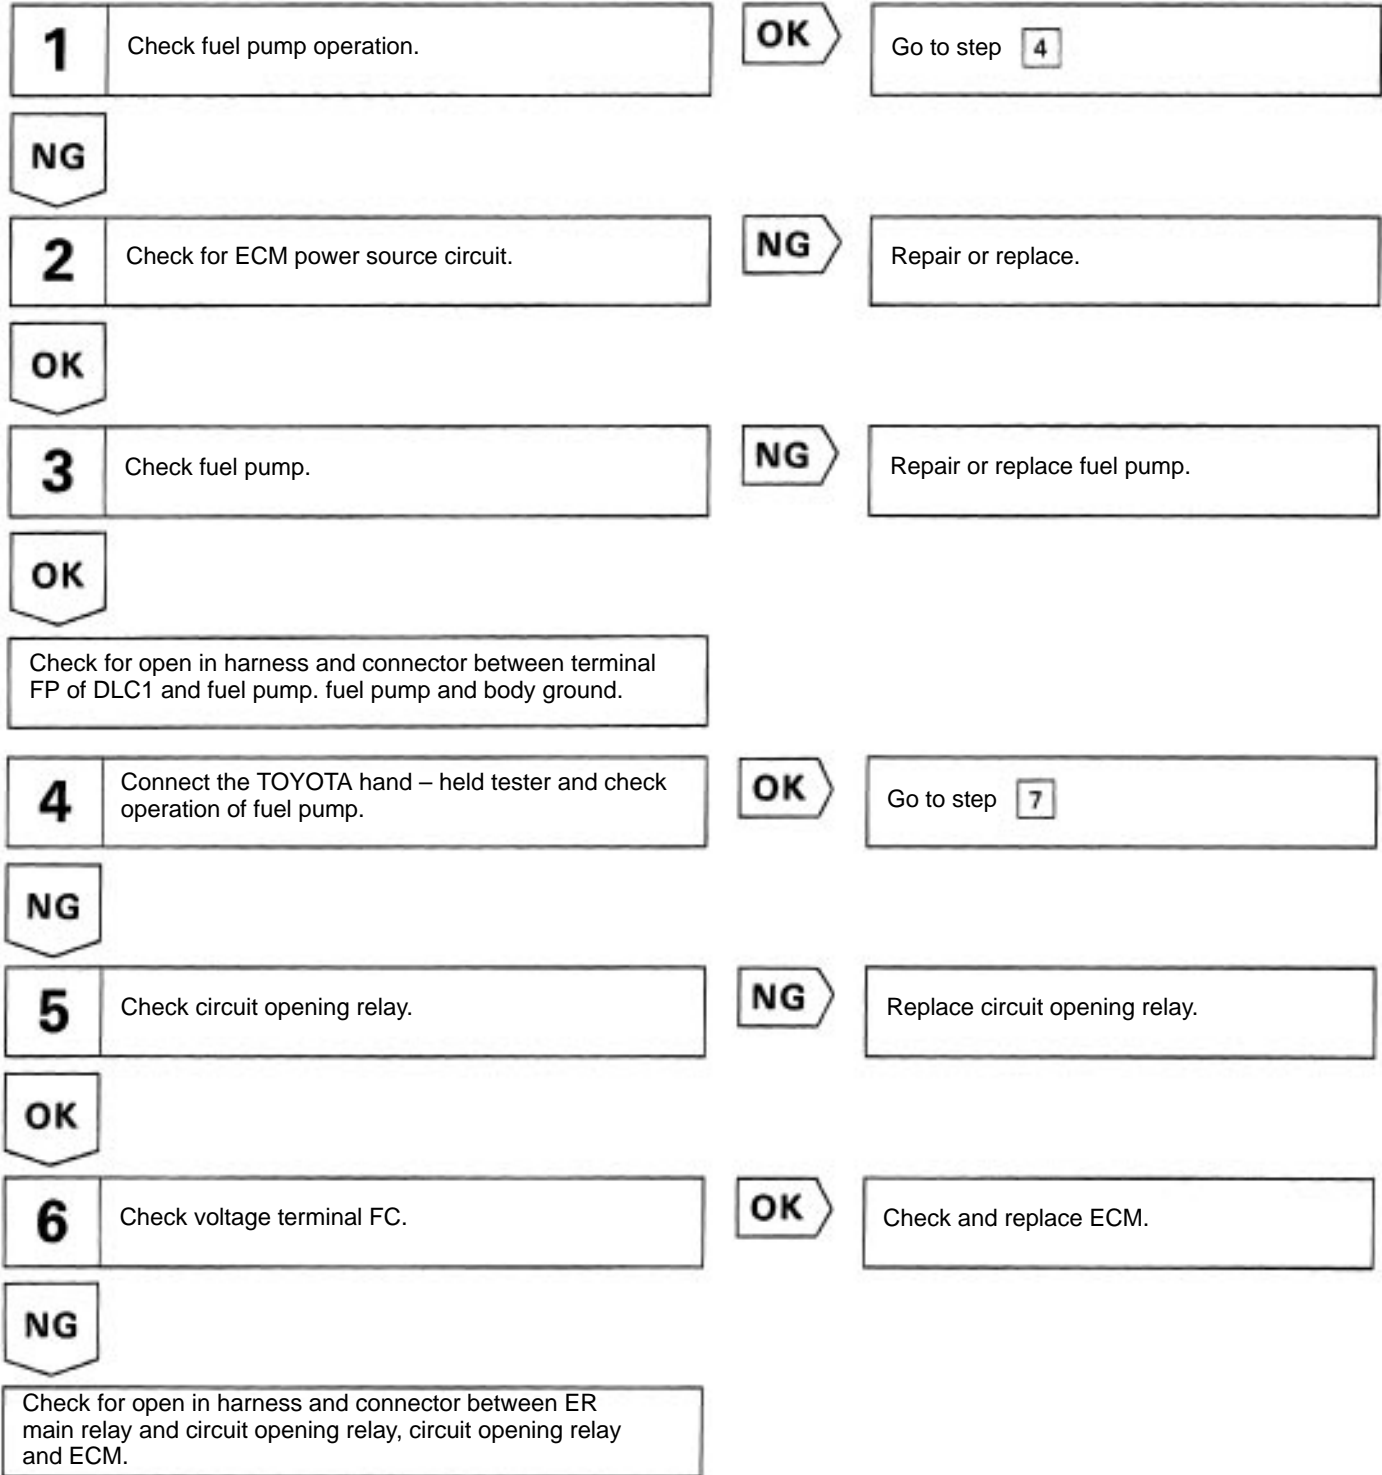 1
Check fuel pump operation.
OK
Go to step 4
NG
2
Check for ECM power source circuit.
NG
Repair or replace.
OK
3
Check fuel pump.
NG
Repair or replace fuel pump.
OK
Check for open in harness and connector between terminal
FP of DLC1 and fuel pump. fuel pump and body ground.
4
Connect the TOYOTA hand – held tester and check
operation of fuel pump.
OK
Go to step 7
NG
5
Check circuit opening relay.
NG
Replace circuit opening relay.
OK
6
Check voltage terminal FC.
OK
Check and replace ECM.
NG
Check for open in harness and connector between ER
main relay and circuit opening relay, circuit opening relay
and ECM.